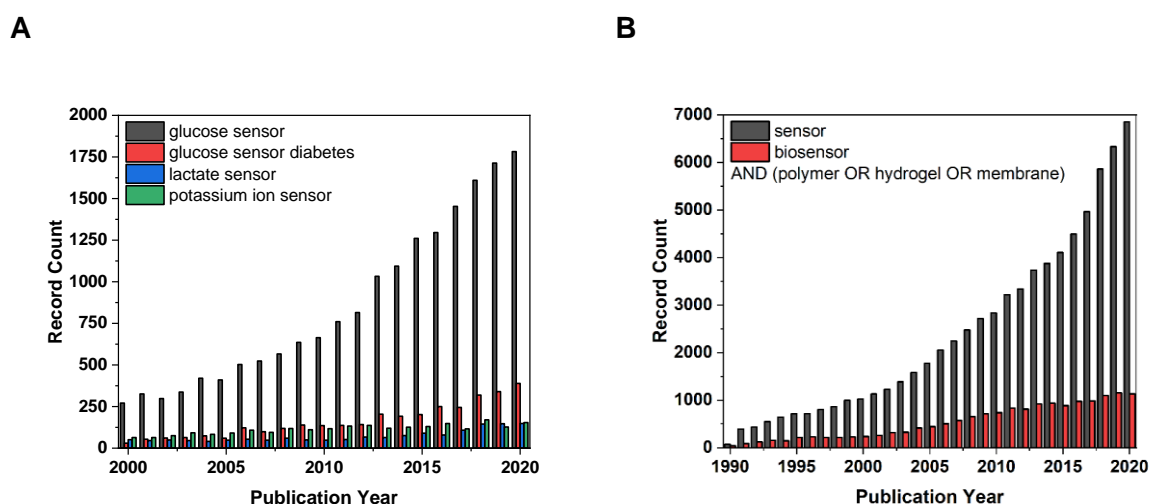 A
B
2000
1750
1500
1250
1000
750
500
250
0
Record Count
glucose sensor
glucose sensor diabetes
lactate sensor
potassium ion sensor
2000 2005 2010 2015 2020
Publication Year
7000
6000
5000
4000
3000
2000
1000
0
Record Count
sensor
biosensor
AND (polymer OR hydrogel OR membrane)
1990 1995 2000 2005 2010 2015 2020
Publication Year